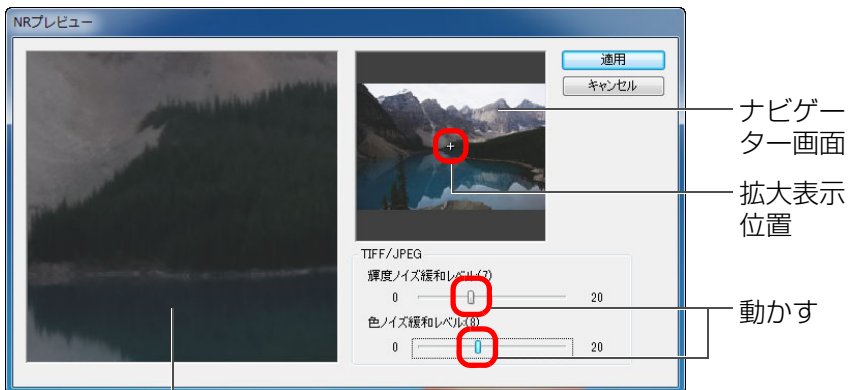 NRプレビュー
適用
キャンセル
ナビゲー
ター画面
拡大表示
位置
TIFF/JPEG
輝度ノイズ緩和レベル(7)
0 20
色ノイズ緩和レベル(8)
0 20
動かす